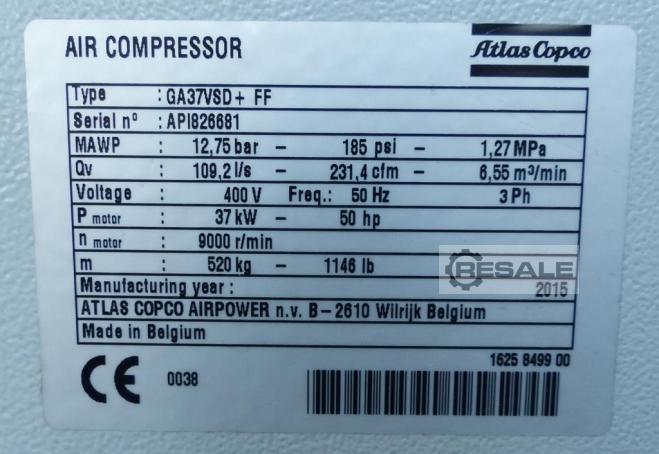 AIR COMPRESSOR
Atlas Copco
Type : GA37VSD+ FF
Serial nº : API826681
MAWP : 12,75 bar – 185 psi – 1,27 MPa
Qv : 109,2 l/s – 231,4 cfm – 6,55 m³/min
Voltage : 400 V Freq.: 50 Hz 3 Ph
P motor : 37 kW – 50 hp
n motor : 9000 r/min
m : 520 kg – 1146 lb
RESALE
Manufacturing year : 2015
ATLAS COPCO AIRPOWER n.v. B–2610 Wilrijk Belgium
Made in Belgium
1625 8499 00
CE 0038